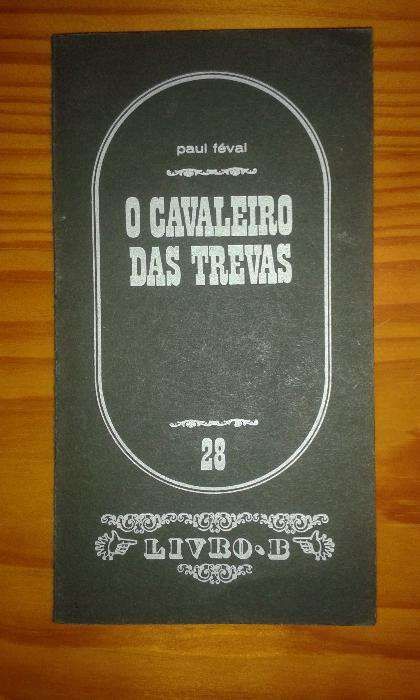 paul féval
O CAVALEIRO
DAS TREVAS
28
LIVRO-B